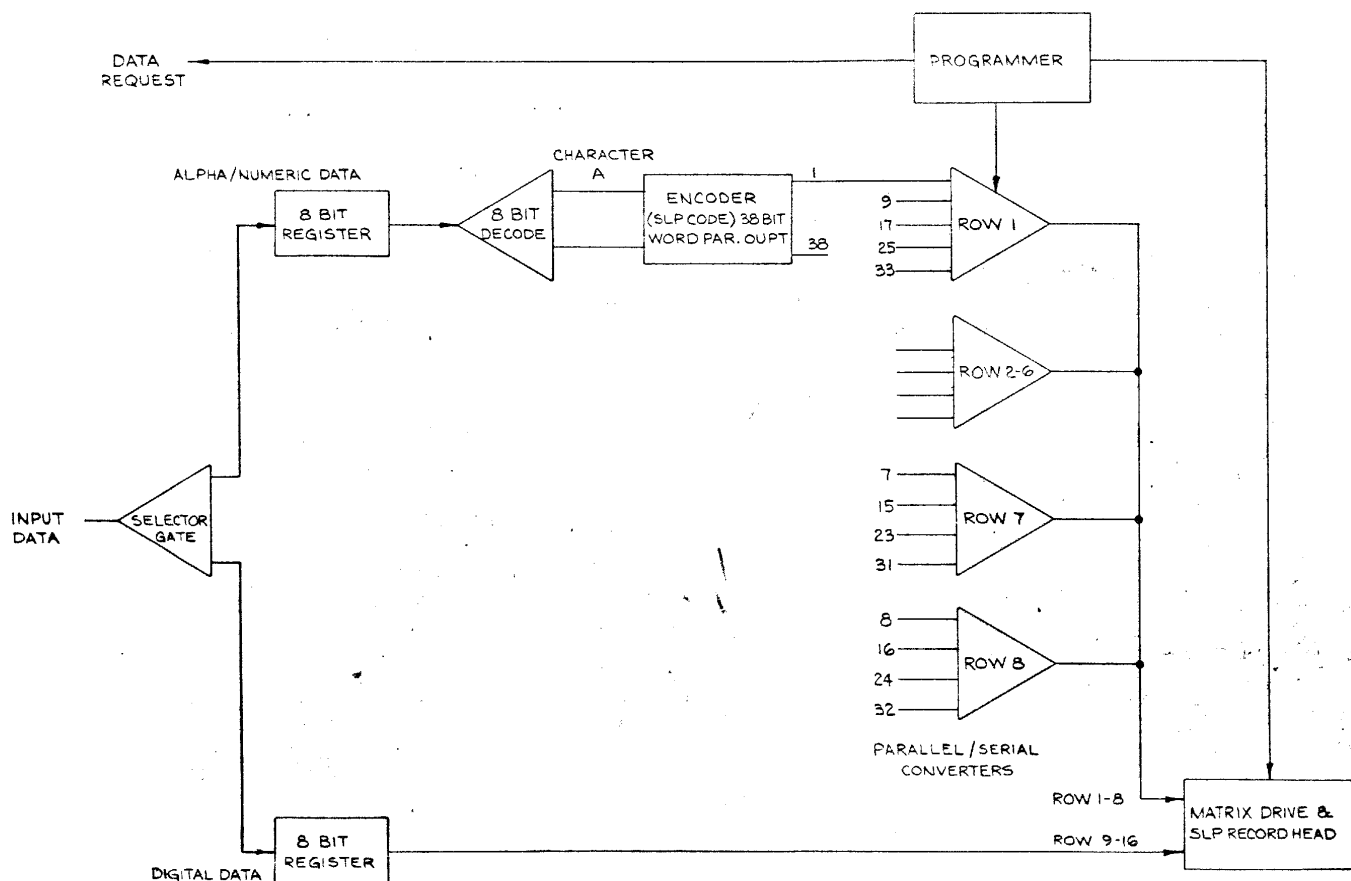 DATA
REQUEST
PROGRAMMER
ALPHA/NUMERIC DATA
8 BIT
REGISTER
8 BIT
DECODE
CHARACTER
A
ENCODER
(SLP CODE) 38 BIT
WORD PAR. OUPT
1
38
9
17
25
33
ROW 1
ROW 2-6
INPUT
DATA
SELECTOR
GATE
7
15
23
31
ROW 7
8
16
24
32
ROW 8
PARALLEL/SERIAL
CONVERTERS
ROW 1-8
ROW 9-16
MATRIX DRIVE &
SLP RECORD HEAD
8 BIT
REGISTER
DIGITAL DATA